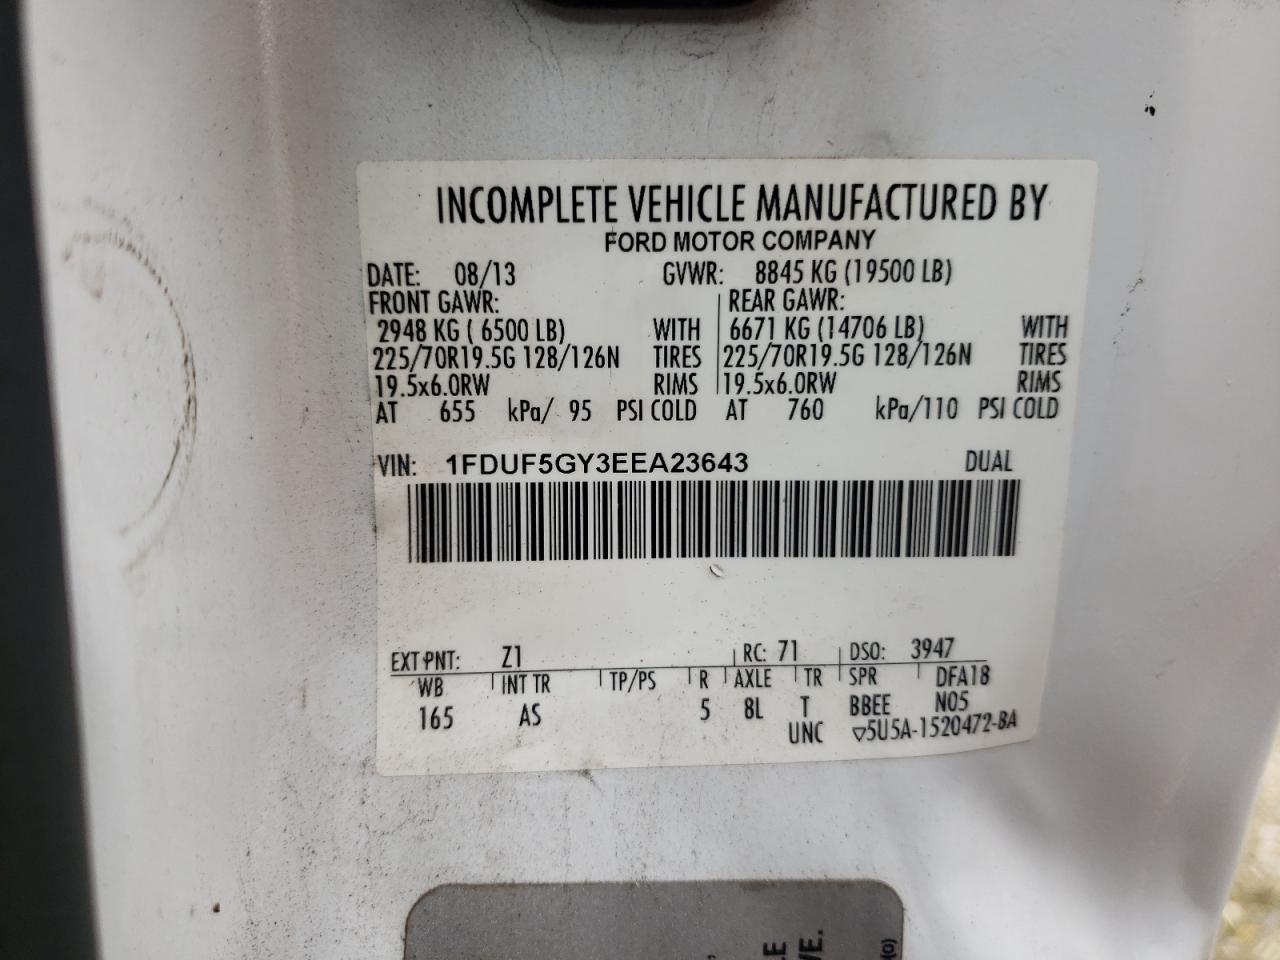 INCOMPLETE VEHICLE MANUFACTURED BY
FORD MOTOR COMPANY
DATE: 08/13 GVWR: 8845 KG (19500 LB)
FRONT GAWR: REAR GAWR:
2948 KG ( 6500 LB) WITH 6671 KG (14706 LB) WITH
225/70R19.5G 128/126N TIRES 225/70R19.5G 128/126N TIRES
19.5x6.0RW RIMS 19.5x6.0RW RIMS
AT 655 kPa/ 95 PSI COLD AT 760 kPa/110 PSI COLD
VIN: 1FDUF5GY3EEA23643 DUAL
EXT PNT: Z1 RC: 71 DSO: 3947
WB INT TR TP/PS R AXLE TR SPR DFA18
165 AS 5 8L T BBEE N05
UNC ▽5U5A-1520472-BA
VE.